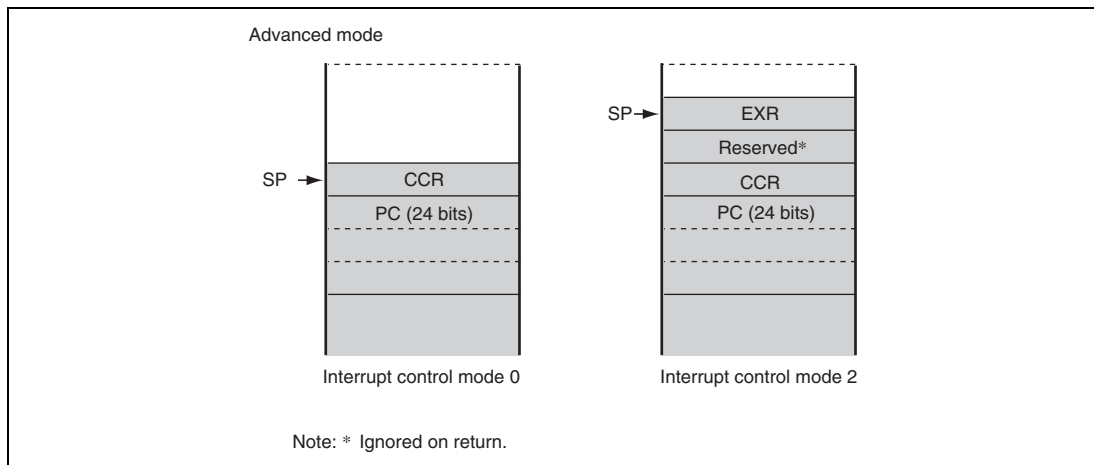 Advanced mode
SP
CCR
PC (24 bits)
Interrupt control mode 0
SP
EXR
Reserved*
CCR
PC (24 bits)
Interrupt control mode 2
Note: * Ignored on return.